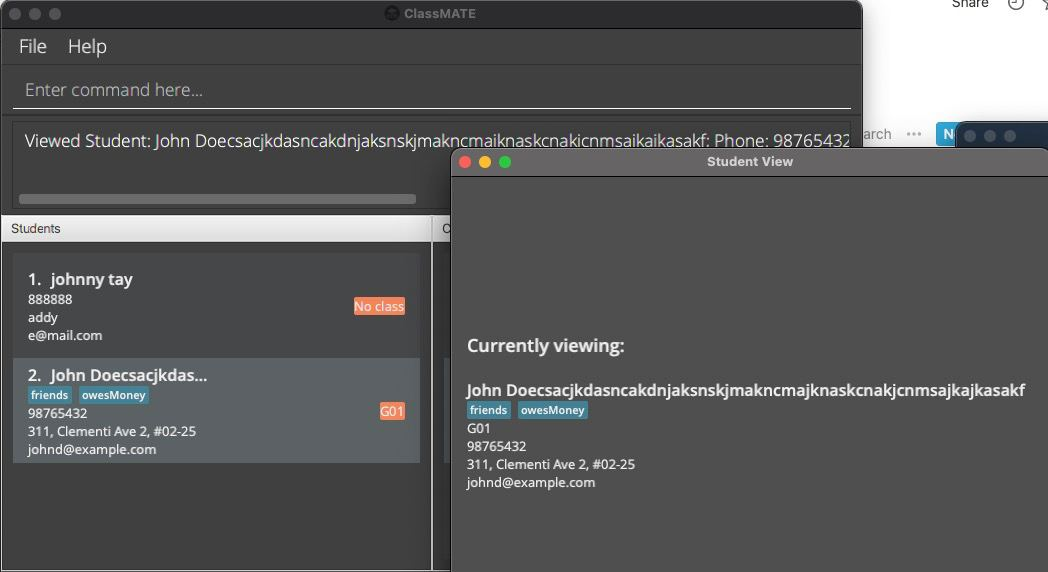 ClassMATE
Share
File Help
Enter command here...
arch ... N
Viewed Student: John Doecsacjkdasncakdnjaksnskjmakncmajknaskcnakjcnmsajkajkasakf; Phone: 98765432
Student View
Students
C
1. johnny tay
888888
No class
addy
e@mail.com
2. John Doecsacjkdas...
friends owesMoney
98765432
G01
311, Clementi Ave 2, #02-25
johnd@example.com
Currently viewing:
John Doecsacjkdasncakdnjaksnskjmakncmajknaskcnakjcnmsajkajkasakf
friends owesMoney
G01
98765432
311, Clementi Ave 2, #02-25
johnd@example.com